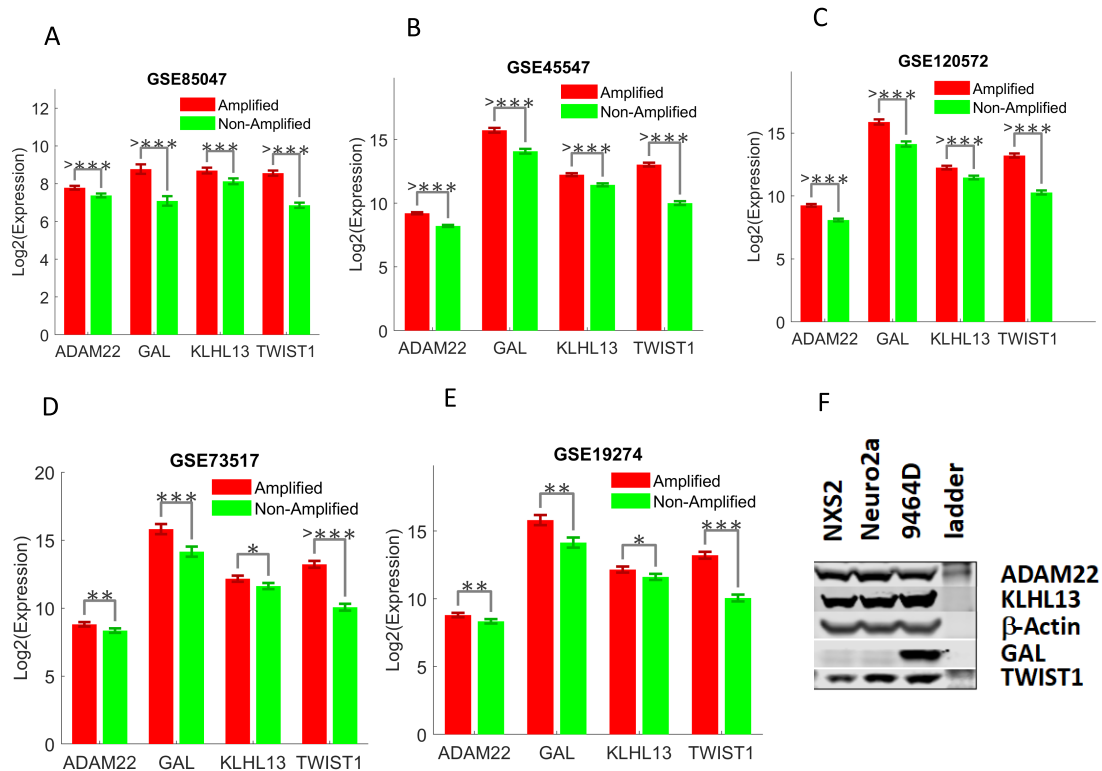 A
GSE85047
Amplified
Non-Amplified
Log2(Expression)
12
10
8
6
4
2
0
>*** >*** *** >***
ADAM22 GAL KLHL13 TWIST1
B
GSE45547
Amplified
Non-Amplified
Log2(Expression)
15
10
5
0
>*** >*** >*** >***
ADAM22 GAL KLHL13 TWIST1
C
GSE120572
Amplified
Non-Amplified
Log2(Expression)
15
10
5
0
>*** >*** >*** >***
ADAM22 GAL KLHL13 TWIST1
D
GSE73517
Amplified
Non-Amplified
Log2(Expression)
20
15
10
5
0
** *** * >***
ADAM22 GAL KLHL13 TWIST1
E
GSE19274
Amplified
Non-Amplified
Log2(Expression)
15
10
5
0
** ** * ***
ADAM22 GAL KLHL13 TWIST1
F
NXS2
Neuro2a
9464D
ladder
ADAM22
KLHL13
β-Actin
GAL
TWIST1